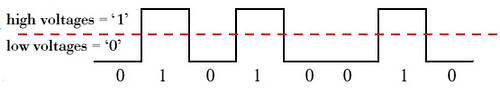 high voltages = ‘1’
low voltages = ‘0’
0 1 0 1 0 0 1 0